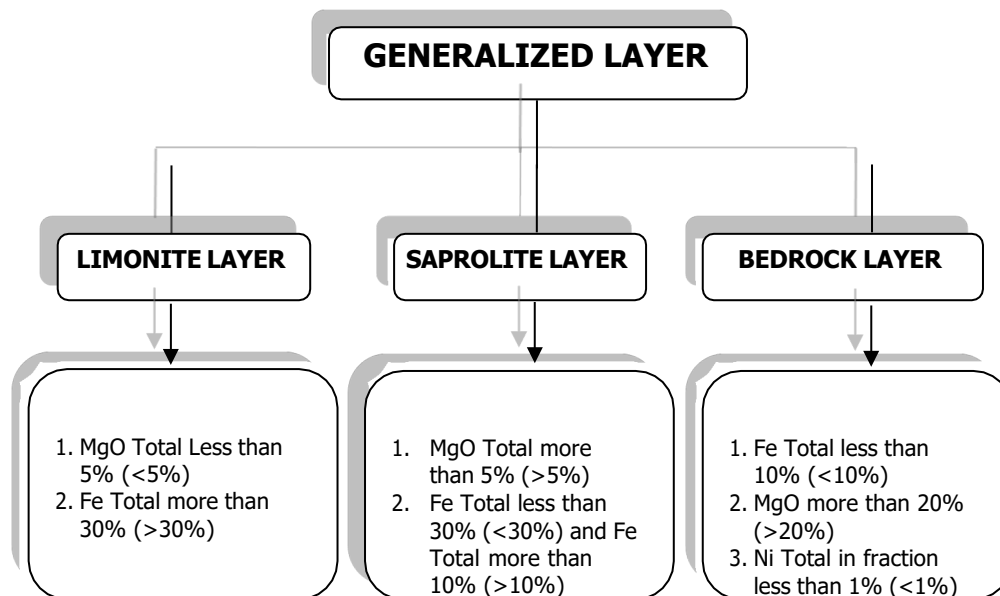 GENERALIZED LAYER
LIMONITE LAYER
SAPROLITE LAYER
BEDROCK LAYER
1. MgO Total Less than
5% (<5%)
2. Fe Total more than
30% (>30%)
1. MgO Total more
than 5% (>5%)
2. Fe Total less than
30% (<30%) and Fe
Total more than
10% (>10%)
1. Fe Total less than
10% (<10%)
2. MgO more than 20%
(>20%)
3. Ni Total in fraction
less than 1% (<1%)